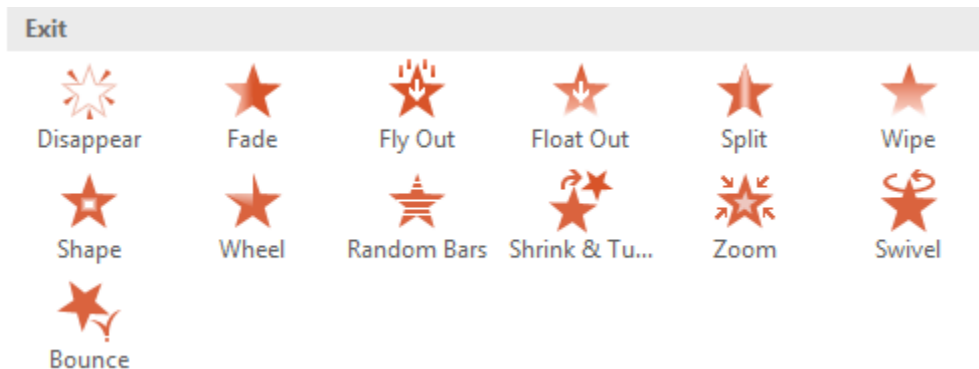 Exit
Disappear Fade Fly Out Float Out Split Wipe
Shape Wheel Random Bars Shrink & Tu... Zoom Swivel
Bounce